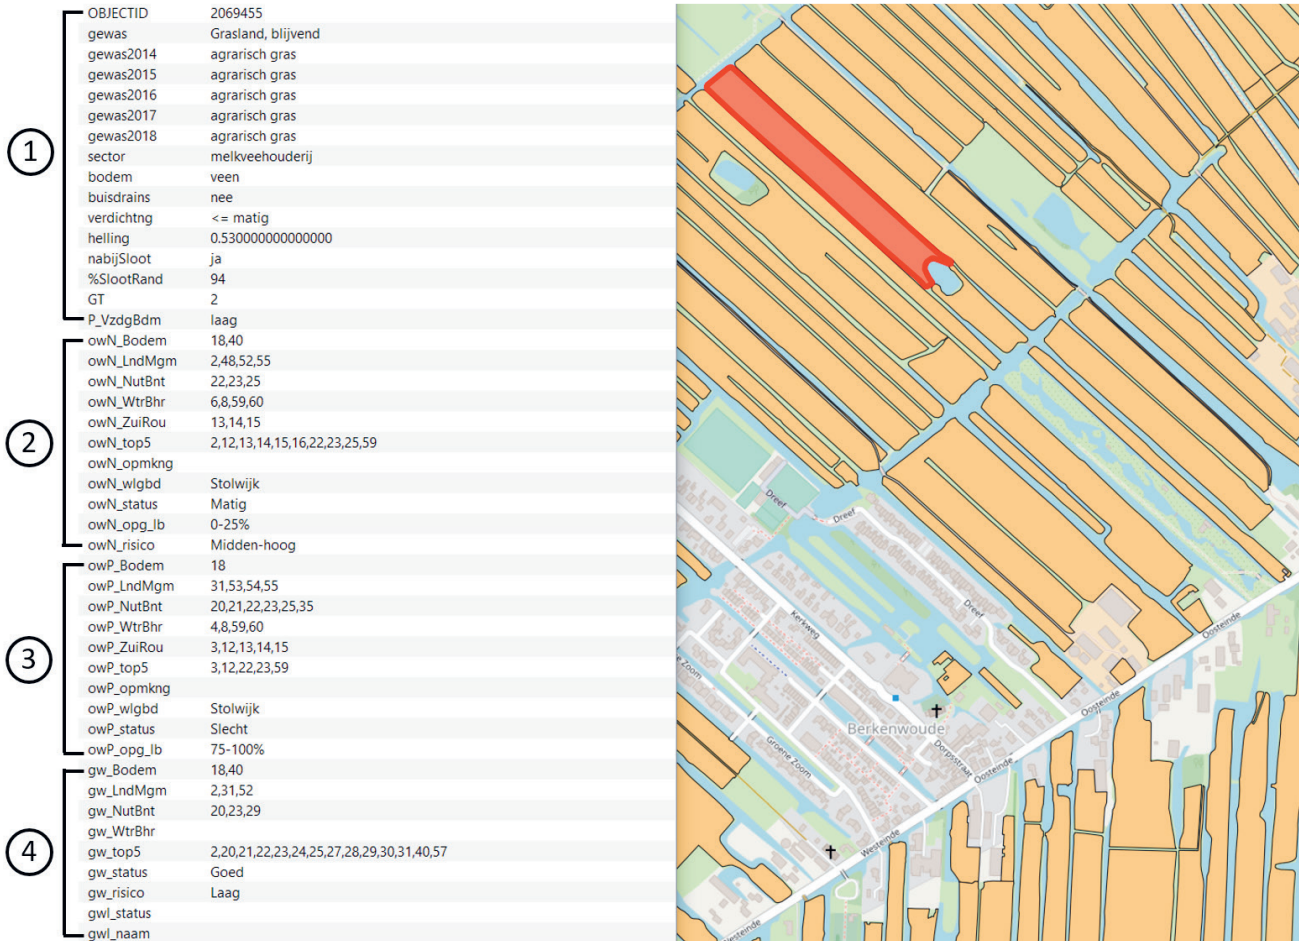 OBJECTID 2069455
gewas Grasland, blijvend
gewas2014 agrarisch gras
gewas2015 agrarisch gras
gewas2016 agrarisch gras
gewas2017 agrarisch gras
gewas2018 agrarisch gras
1
sector melkveehouderij
bodem veen
buisdrains nee
verdichtng <= matig
helling 0.530000000000000
nabijSloot ja
%SlootRand 94
GT 2
P_VzdgBdm laag
owN_Bodem 18,40
owN_LndMgm 2,48,52,55
owN_NutBnt 22,23,25
owN_WtrBhr 6,8,59,60
owN_ZuiRou 13,14,15
2
owN_top5 2,12,13,14,15,16,22,23,25,59
owN_opmkng
owN_wlgbd Stolwijk
owN_status Matig
owN_opg_lb 0-25%
owN_risico Midden-hoog
owP_Bodem 18
owP_LndMgm 31,53,54,55
owP_NutBnt 20,21,22,23,25,35
owP_WtrBhr 4,8,59,60
owP_ZuiRou 3,12,13,14,15
3
owP_top5 3,12,22,23,59
owP_opmkng
owP_wlgbd Stolwijk
owP_status Slecht
owP_opg_lb 75-100%
gw_Bodem 18,40
gw_LndMgm 2,31,52
gw_NutBnt 20,23,29
gw_WtrBhr
4
gw_top5 2,20,21,22,23,24,25,27,28,29,30,31,40,57
gw_status Goed
gw_risico Laag
gwl_status
gwl_naam
Dreef
Dreef
Dreef
Kerkweg
Oosteinde
Groene Zoom
Oosteinde
Berkenwoude
Groene Zoom
Dorpsstraat
Oosteinde
Westeinde
Westeinde